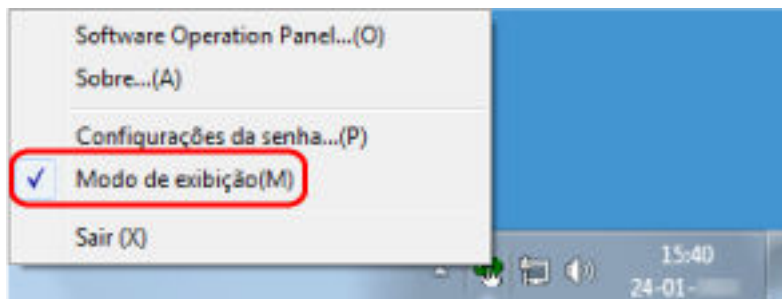 Software Operation Panel...(O)
Sobre...(A)
Configurações da senha...(P)
Modo de exibição(M)
Sair (X)
15:40
24-01-